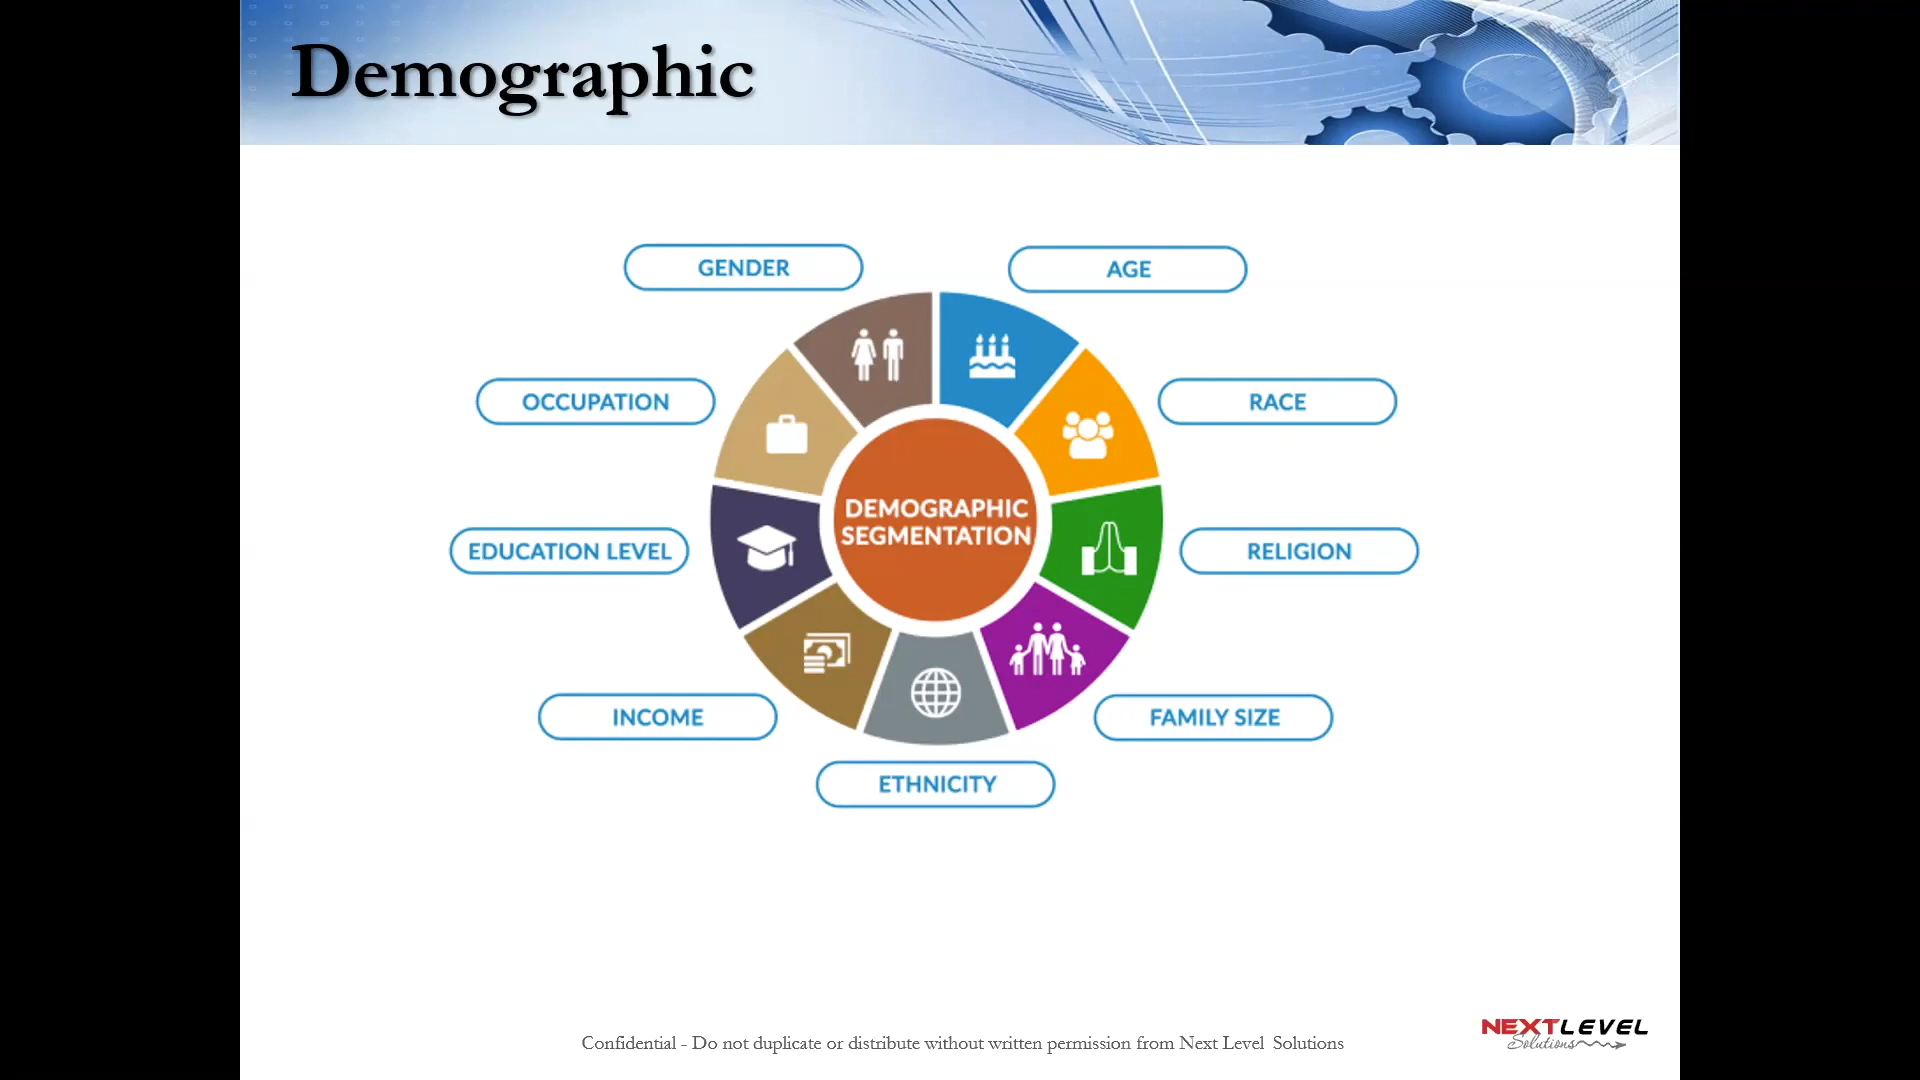 Demographic
GENDER
AGE
OCCUPATION
RACE
DEMOGRAPHIC
SEGMENTATION
EDUCATION LEVEL
RELIGION
INCOME
FAMILY SIZE
ETHNICITY
Confidential - Do not duplicate or distribute without written permission from Next Level Solutions
NEXTLEVEL
Solutions